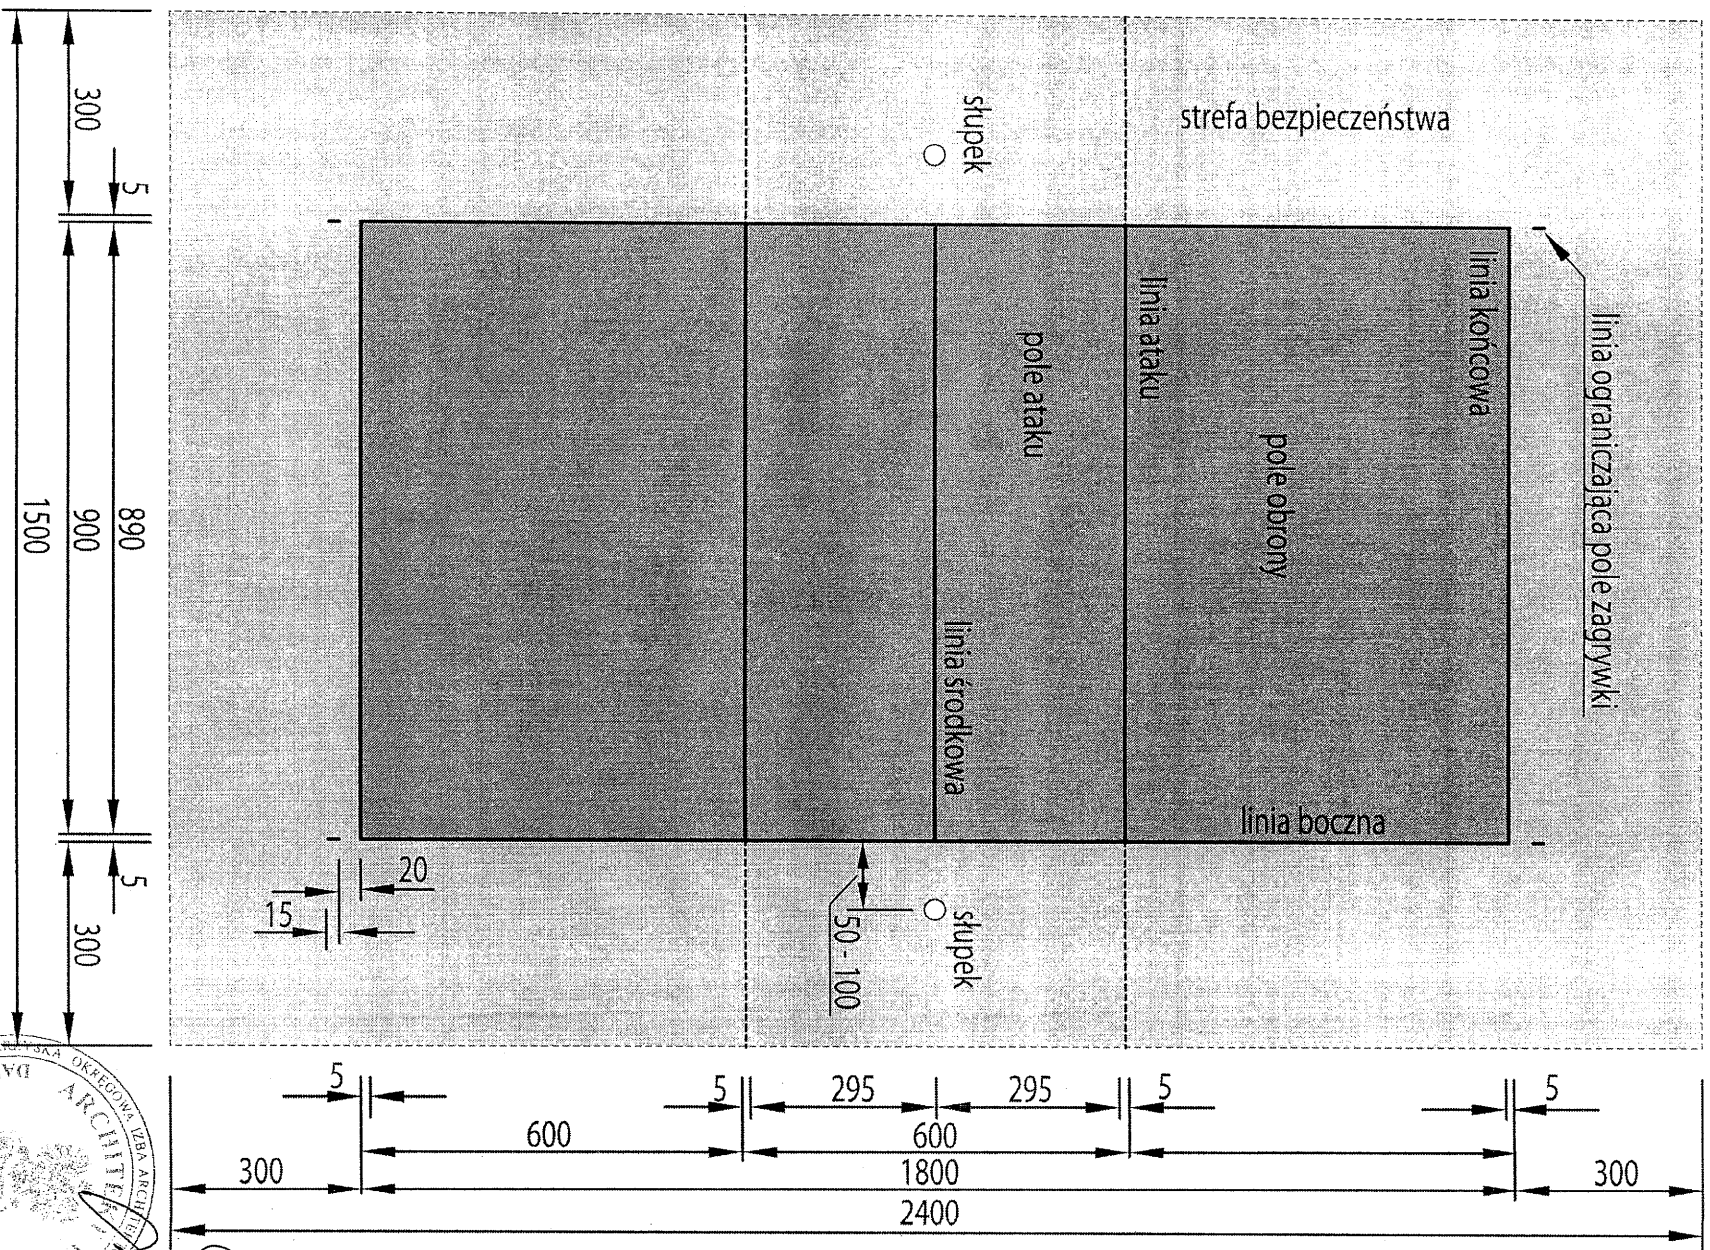 strefa bezpieczeństwa
słupek
linia ograniczająca pole zagrywki
linia końcowa
linia ataku
pole ataku
pole obrony
linia środkowa
linia boczna
słupek
50 - 100
20
15
300
5
890
900
1500
5
300
5
5
295
295
5
5
600
600
300
1800
300
2400
OKRĘGOWA IZBA